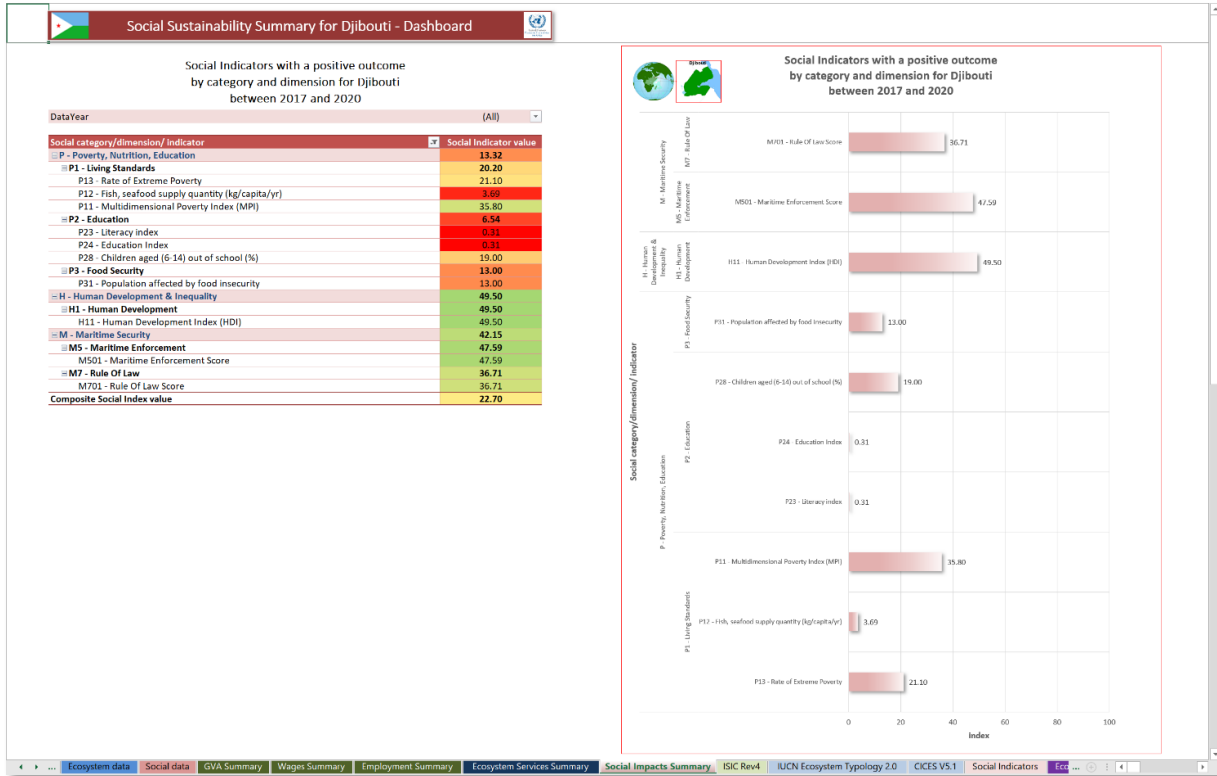 Social Sustainability Summary for Djibouti - Dashboard
Social Indicators with a positive outcome
by category and dimension for Djibouti
between 2017 and 2020
DataYear (All)
Social category/dimension/ indicator Social Indicator value
P - Poverty, Nutrition, Education 13.32
P1 - Living Standards 20.20
P13 - Rate of Extreme Poverty 21.10
P12 - Fish, seafood supply quantity (kg/capita/yr) 3.69
P11 - Multidimensional Poverty Index (MPI) 35.80
P2 - Education 6.54
P23 - Literacy index 0.31
P24 - Education Index 0.31
P28 - Children aged (6-14) out of school (%) 19.00
P3 - Food Security 13.00
P31 - Population affected by food insecurity 13.00
H - Human Development & Inequality 49.50
H1 - Human Development 49.50
H11 - Human Development Index (HDI) 49.50
M - Maritime Security 42.15
M5 - Maritime Enforcement 47.59
M501 - Maritime Enforcement Score 47.59
M7 - Rule Of Law 36.71
M701 - Rule Of Law Score 36.71
Composite Social Index value 22.70
Djibouti
Social Indicators with a positive outcome
by category and dimension for Djibouti
between 2017 and 2020
Social category/dimension/ indicator
M - Maritime Security
M7 - Rule Of Law
M701 - Rule Of Law Score 36.71
M5 - Maritime
Enforcement
M501 - Maritime Enforcement Score 47.59
H - Human
Development &
Inequality
H1 - Human
Development
H11 - Human Development Index (HDI) 49.50
P - Poverty, Nutrition, Education
P3 - Food Security
P31 - Population affected by food insecurity 13.00
P2 - Education
P28 - Children aged (6-14) out of school (%) 19.00
P24 - Education Index 0.31
P23 - Literacy index 0.31
P1 - Living Standards
P11 - Multidimensional Poverty Index (MPI) 35.80
P12 - Fish, seafood supply quantity (kg/capita/yr) 3.69
P13 - Rate of Extreme Poverty 21.10
0 20 40 60 80 100
Index
... Ecosystem data Social data GVA Summary Wages Summary Employment Summary Ecosystem Services Summary Social Impacts Summary ISIC Rev4 IUCN Ecosystem Typology 2.0 CICES V5.1 Social Indicators Eco ...